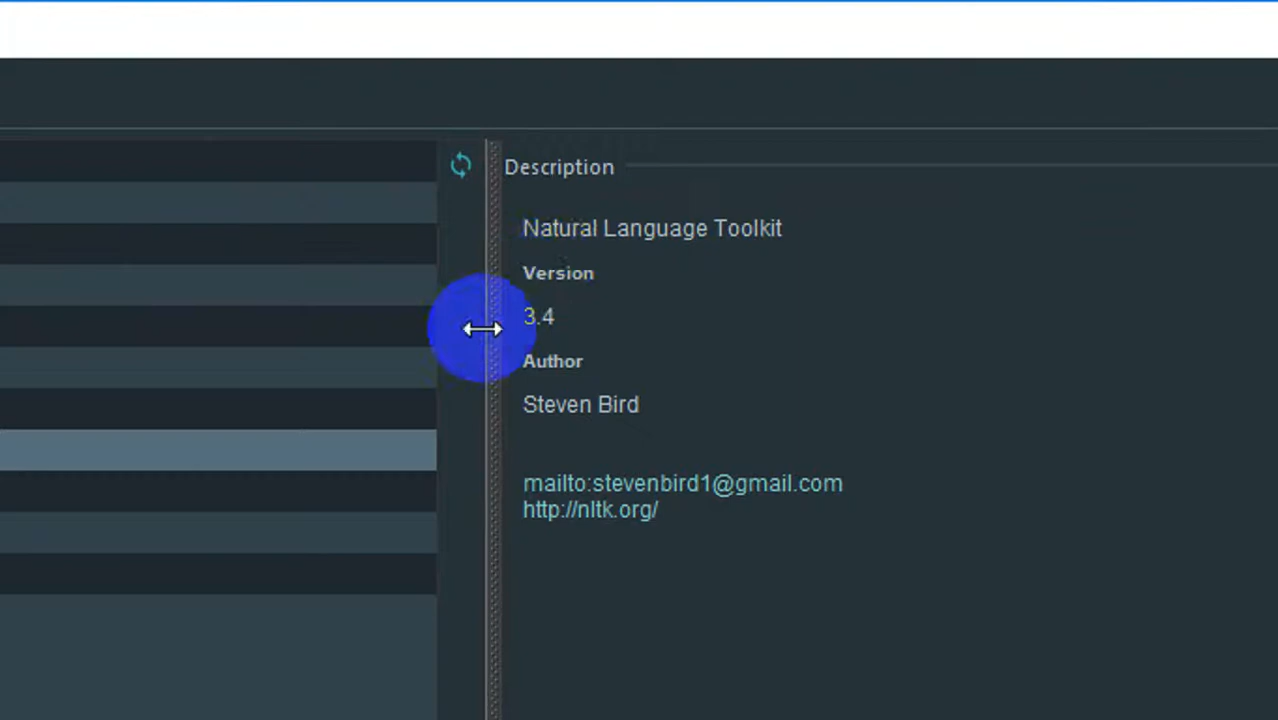 Description
Natural Language Toolkit
Version
3.4
Author
Steven Bird
mailto:stevenbird1@gmail.com
http://nltk.org/